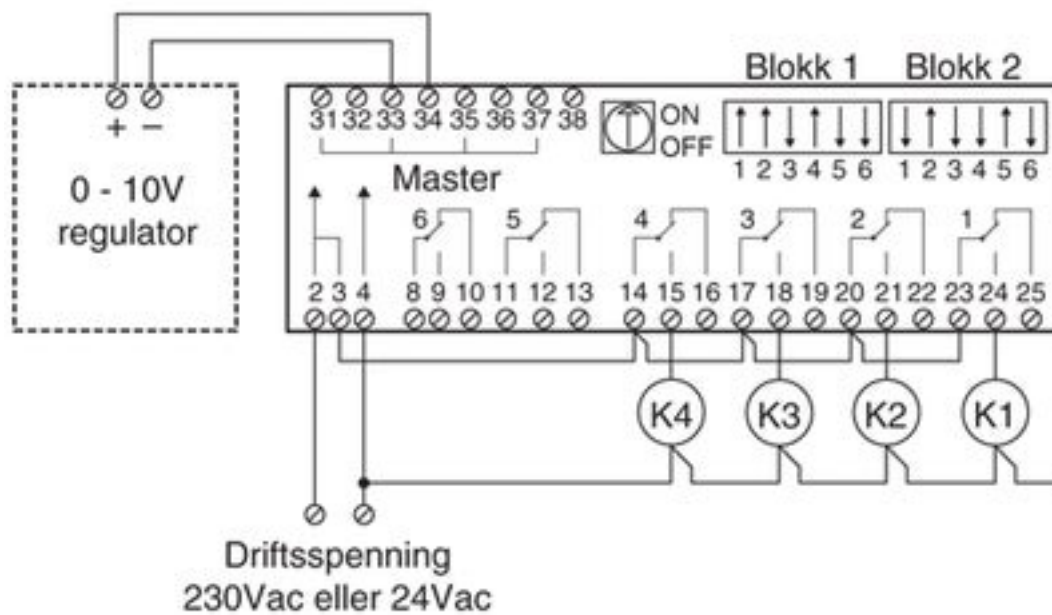 Blokk 1 Blokk 2
+ −
0 - 10V
regulator
31 32 33 34 35 36 37 38
ON
OFF
1 2 3 4 5 6 1 2 3 4 5 6
Master
6 5 4 3 2 1
2 3 4 8 9 10 11 12 13 14 15 16 17 18 19 20 21 22 23 24 25
K4 K3 K2 K1
Driftsspenning
230Vac eller 24Vac